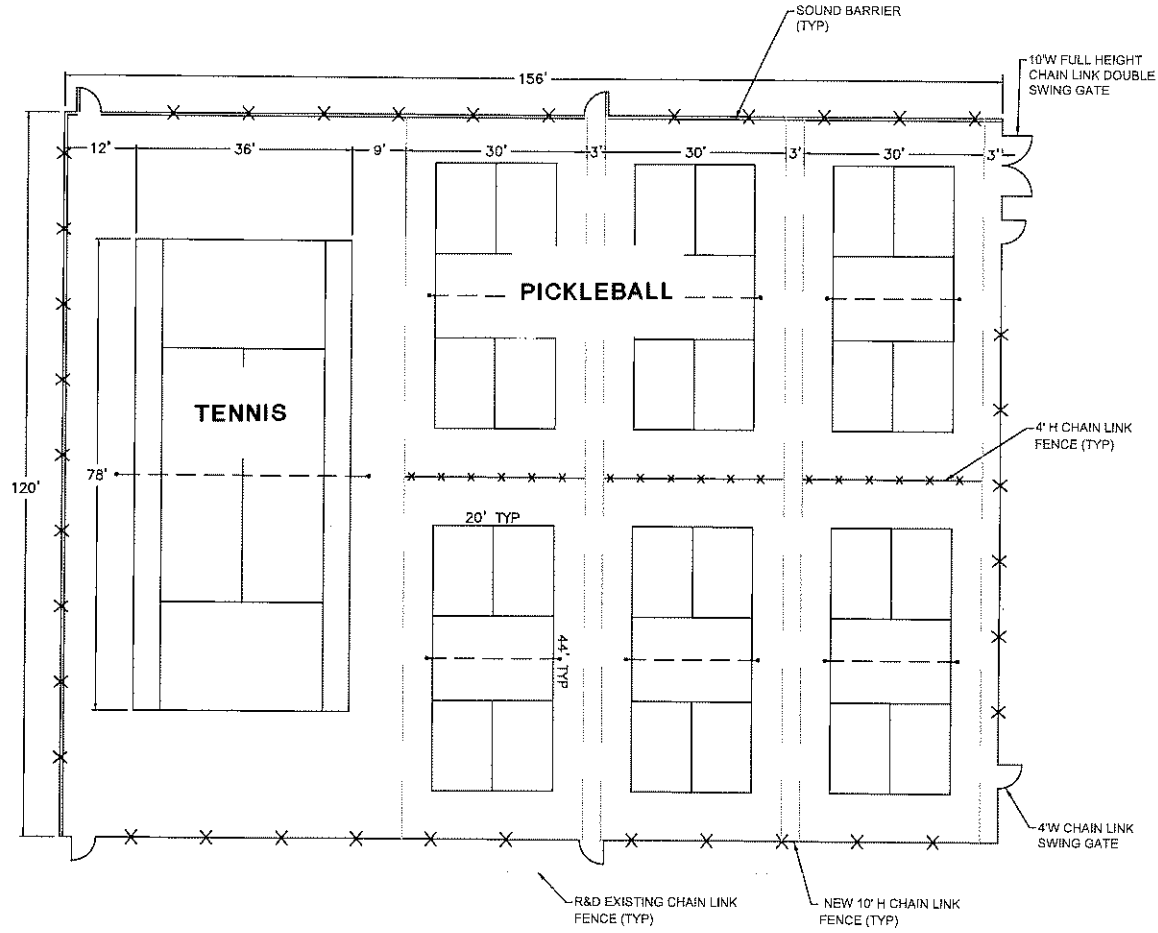 SOUND BARRIER
(TYP)
10'W FULL HEIGHT
CHAIN LINK DOUBLE
SWING GATE
156'
12'
36'
9'
30'
3'
30'
3'
30'
3'
PICKLEBALL
TENNIS
4' H CHAIN LINK
FENCE (TYP)
78'
120'
20' TYP
44' TYP
4'W CHAIN LINK
SWING GATE
R&D EXISTING CHAIN LINK
FENCE (TYP)
NEW 10' H CHAIN LINK
FENCE (TYP)